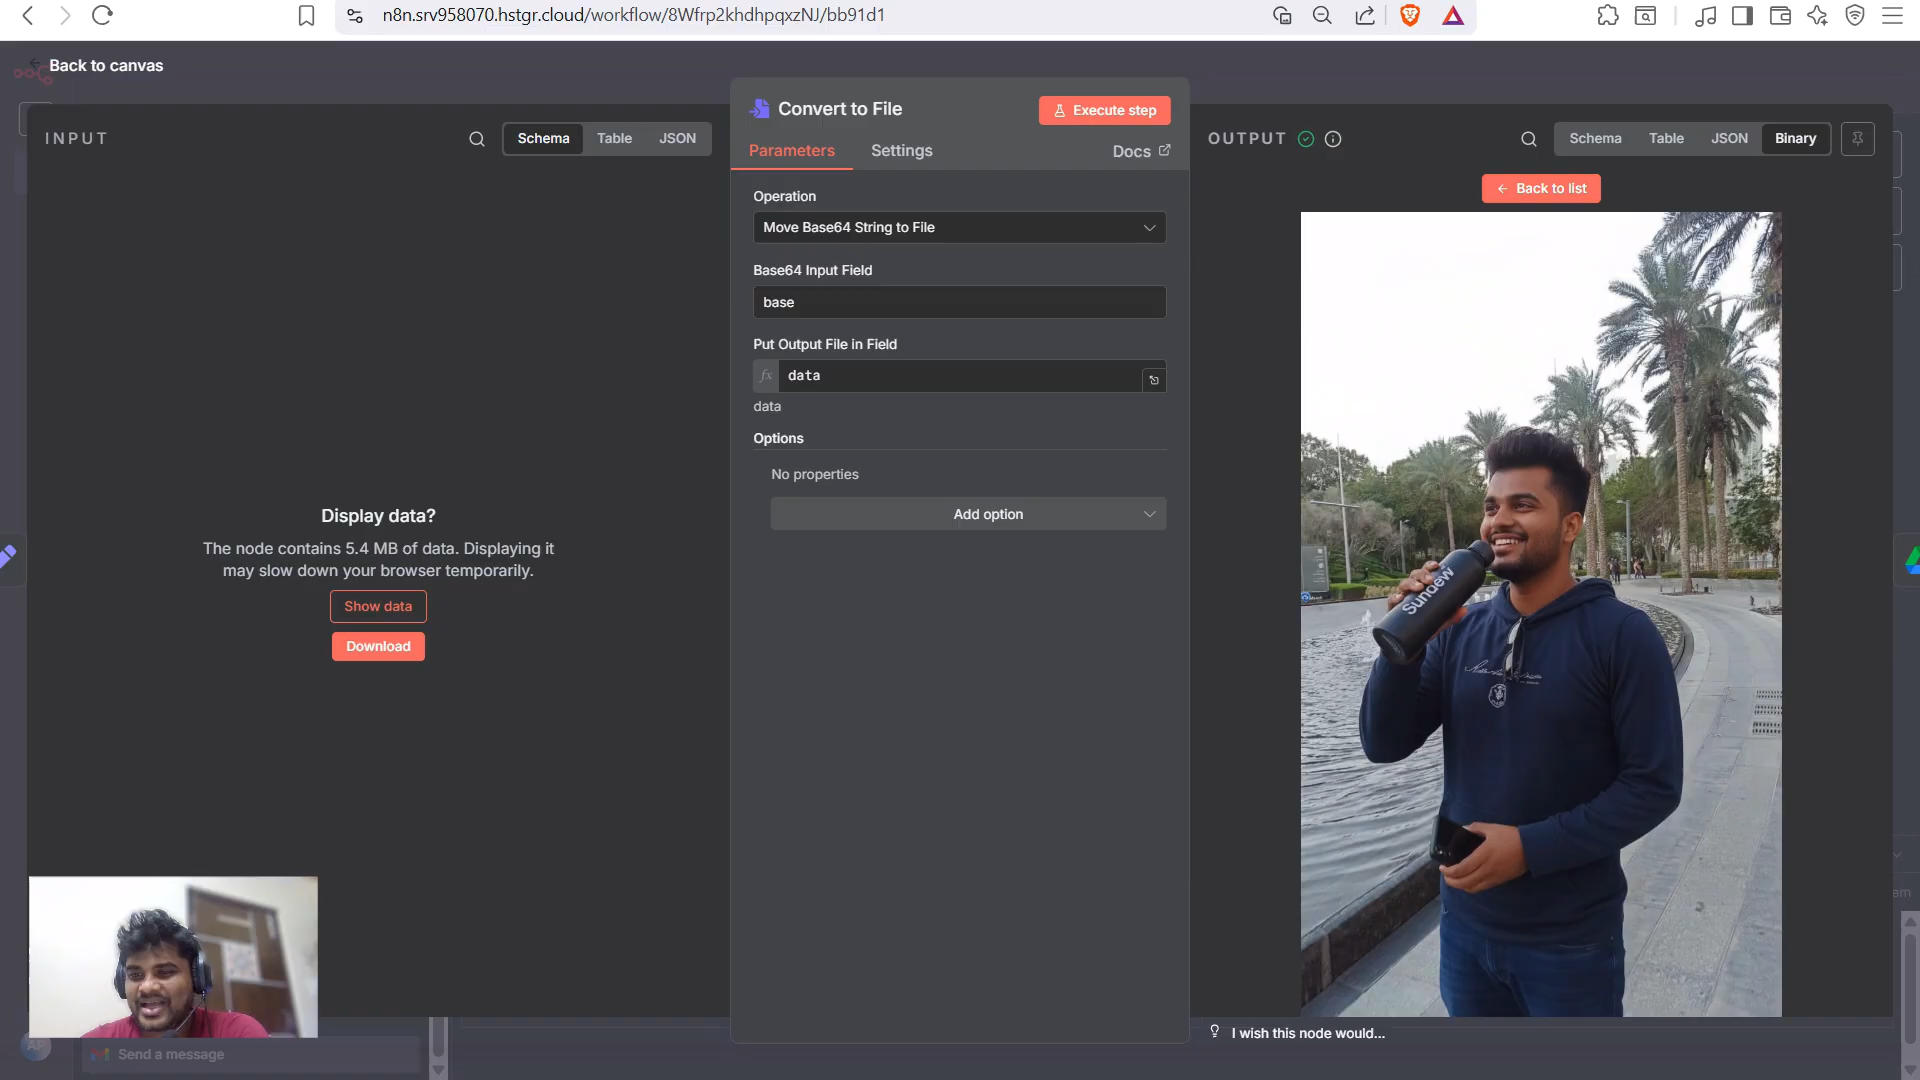 n8n.srv958070.hstgr.cloud/workflow/8Wfrp2khdhpqxzNJ/bb91d1
Back to canvas
Convert to File
Execute step
INPUT
Schema
Table
JSON
Parameters
Settings
Docs
OUTPUT
Schema
Table
JSON
Binary
Back to list
Operation
Move Base64 String to File
Base64 Input Field
base
Put Output File in Field
fx
data
data
Options
No properties
Add option
Display data?
The node contains 5.4 MB of data. Displaying it
may slow down your browser temporarily.
Show data
Download
Sundew
AP
Send a message
I wish this node would...
em